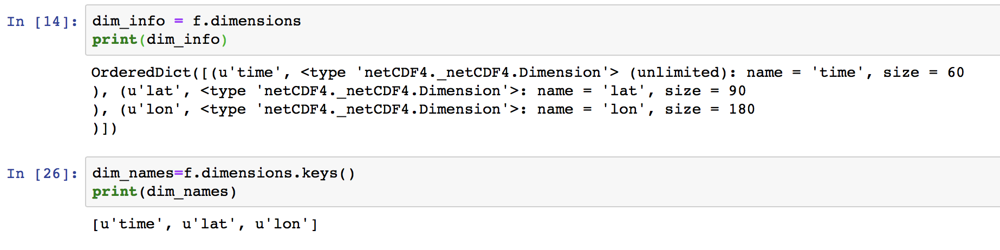 In [14]: dim_info = f.dimensions
print(dim_info)
OrderedDict([(u'time', <type 'netCDF4._netCDF4.Dimension'> (unlimited): name = 'time', size = 60
), (u'lat', <type 'netCDF4._netCDF4.Dimension'>: name = 'lat', size = 90
), (u'lon', <type 'netCDF4._netCDF4.Dimension'>: name = 'lon', size = 180
)])
In [26]: dim_names=f.dimensions.keys()
print(dim_names)
[u'time', u'lat', u'lon']